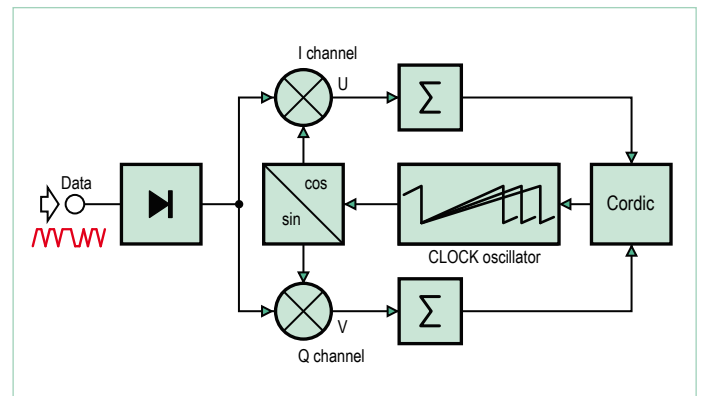 I channel
U
Σ
Data
cos
sin
Cordic
CLOCK oscillator
Σ
V
Q channel